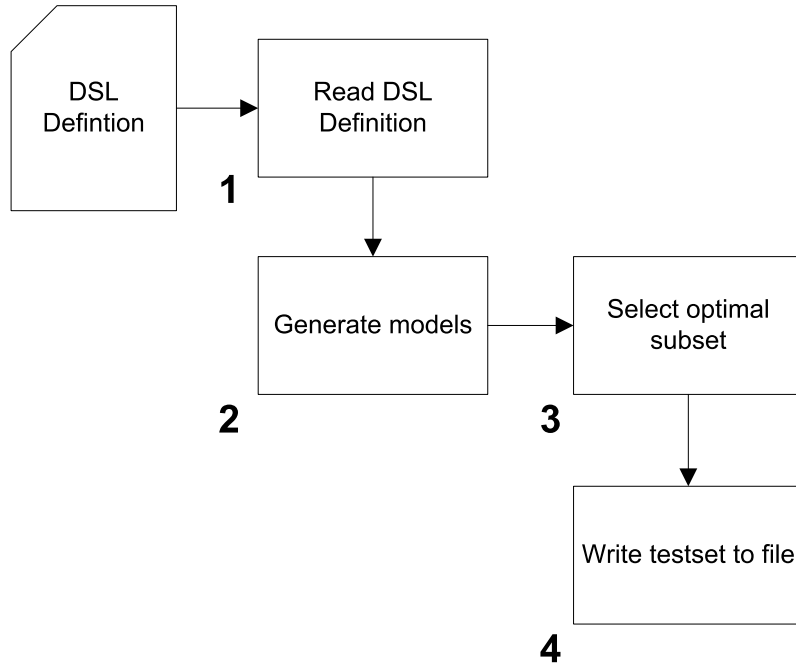 DSL
Defintion
Read DSL
Definition
1
Generate models
2
Select optimal
subset
3
Write testset to file
4